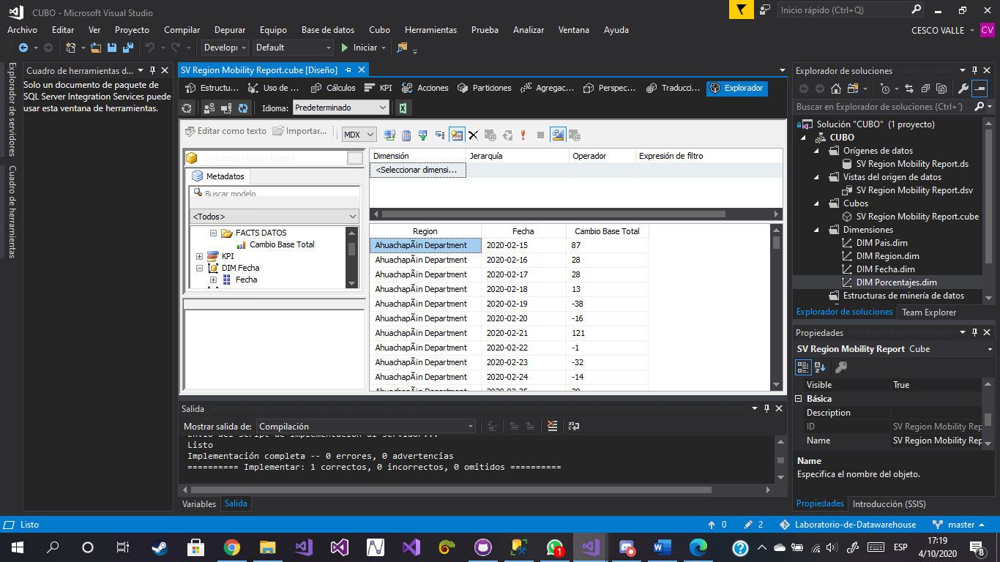 CUBO - Microsoft Visual Studio
Inicio rápido (Ctrl+Q)
Archivo Editar Ver Proyecto Compilar Depurar Equipo Base de datos Cubo Herramientas Prueba Analizar Ventana Ayuda
CESCO VALLE CV
Developi Default Iniciar
Explorador de servidores
Cuadro de herramientas
Cuadro de herramientas d...
Solo un documento de paquete de
SQL Server Integration Services puede
usar esta ventana de herramientas.
SV Region Mobility Report.cube [Diseño]
Estructu... Uso de ... Cálculos KPI Acciones Particiones Agregac... Perspec... Traducci... Explorador
Idioma: Predeterminado
Editar como texto Importar... MDX
SV Region Mobility Report
Metadatos
Buscar modelo
<Todos>
FACTS DATOS
Cambio Base Total
KPI
DIM Fecha
Fecha
Dimensión Jerarquía Operador Expresión de filtro
<Seleccionar dimensi...
Region Fecha Cambio Base Total
AhuachapÃin Department 2020-02-15 87
AhuachapÃin Department 2020-02-16 28
AhuachapÃin Department 2020-02-17 28
AhuachapÃin Department 2020-02-18 13
AhuachapÃin Department 2020-02-19 -38
AhuachapÃin Department 2020-02-20 -16
AhuachapÃin Department 2020-02-21 121
AhuachapÃin Department 2020-02-22 -1
AhuachapÃin Department 2020-02-23 -32
AhuachapÃin Department 2020-02-24 -14
AhuachapÃin Department 2020-02-25
Salida
Mostrar salida de: Compilación
Envío del script de implementación al servidor...
Listo
Implementación completa -- 0 errores, 0 advertencias
========== Implementar: 1 correctos, 0 incorrectos, 0 omitidos ==========
Variables Salida
Explorador de soluciones
Buscar en Explorador de soluciones (Ctrl+´)
Solución "CUBO" (1 proyecto)
CUBO
Orígenes de datos
SV Region Mobility Report.ds
Vistas del origen de datos
SV Region Mobility Report.dsv
Cubos
SV Region Mobility Report.cube
Dimensiones
DIM Pais.dim
DIM Region.dim
DIM Fecha.dim
DIM Porcentajes.dim
Estructuras de minería de datos
Explorador de soluciones Team Explorer
Propiedades
SV Region Mobility Report Cube
Visible True
Básica
Description
ID SV Region Mobility Rep
Name SV Region Mobility Rep
Name
Especifica el nombre del objeto.
Propiedades Introducción (SSIS)
Listo 0 2 Laboratorio-de-Datawarehouse master
1 ESP 17:19
4/10/2020 8